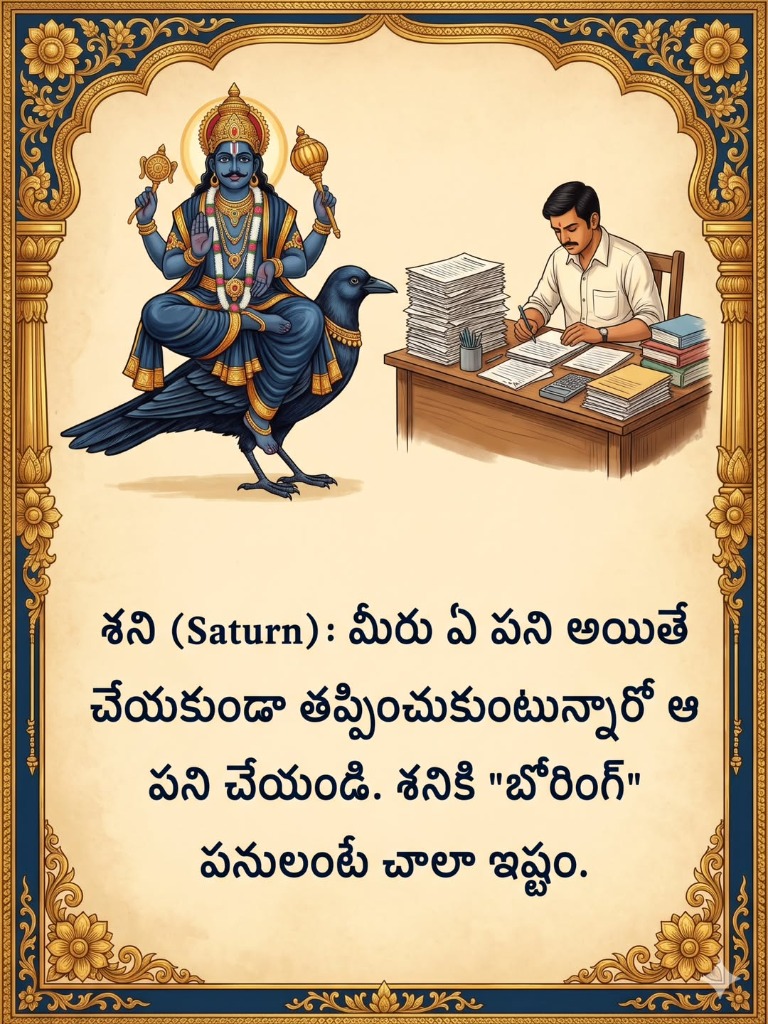 శని (Saturn): మీరు ఏ పని అయితే
చేయకుండా తప్పించుకుంటున్నారో ఆ
పని చేయండి. శనికి "బోరింగ్"
పనులంటే చాలా ఇష్టం.